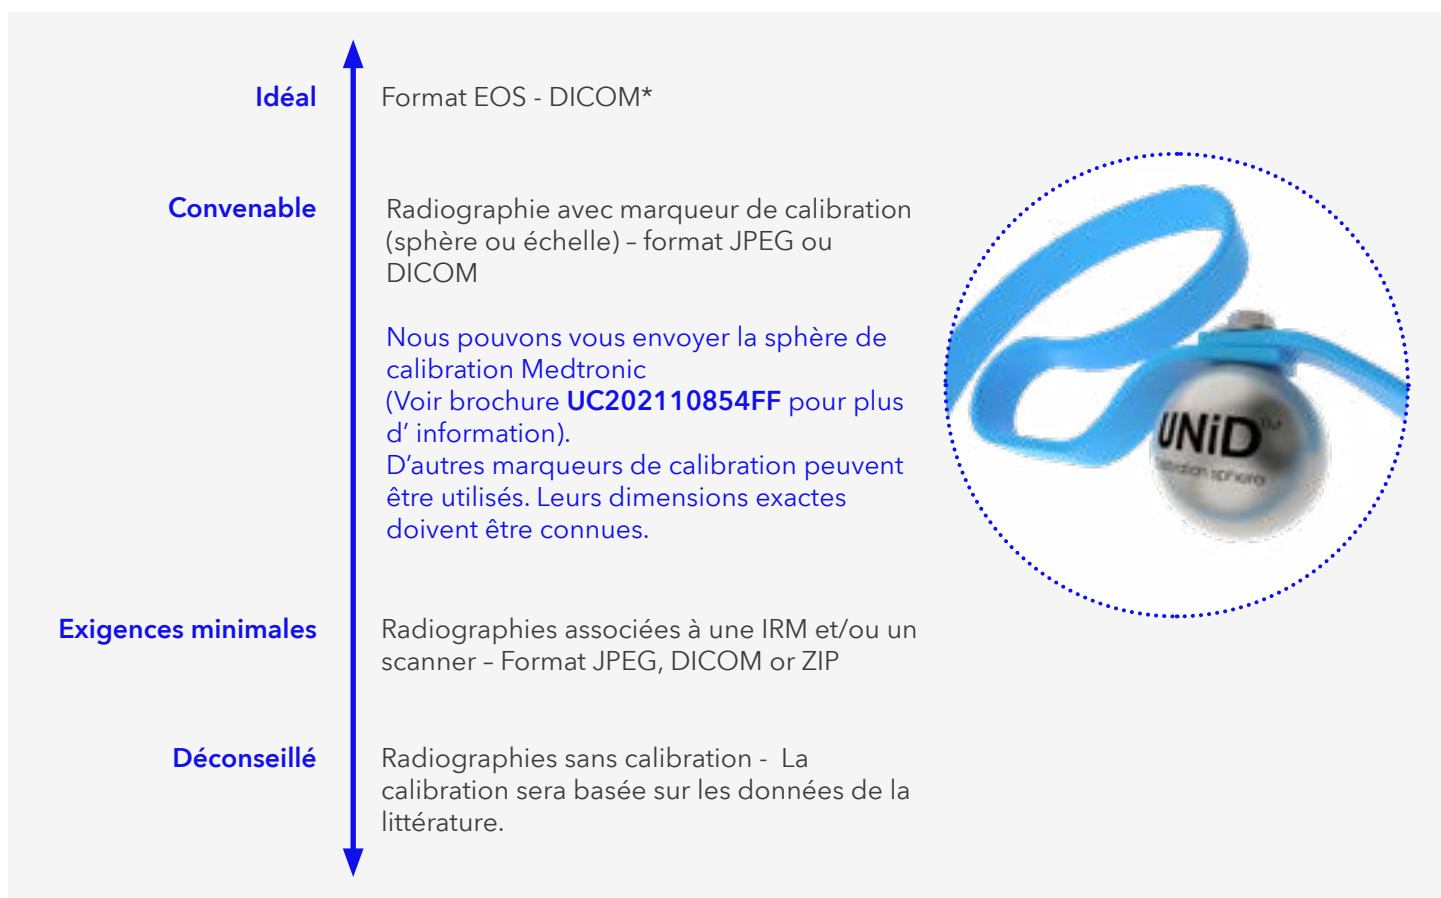 Idéal
Format EOS - DICOM*
Convenable
Radiographie avec marqueur de calibration
(sphère ou échelle) – format JPEG ou
DICOM
Nous pouvons vous envoyer la sphère de
calibration Medtronic
(Voir brochure UC202110854FF pour plus
d’ information).
D’autres marqueurs de calibration peuvent
être utilisés. Leurs dimensions exactes
doivent être connues.
UNiD™
calibration sphere
Exigences minimales
Radiographies associées à une IRM et/ou un
scanner – Format JPEG, DICOM or ZIP
Déconseillé
Radiographies sans calibration -  La
calibration sera basée sur les données de la
littérature.